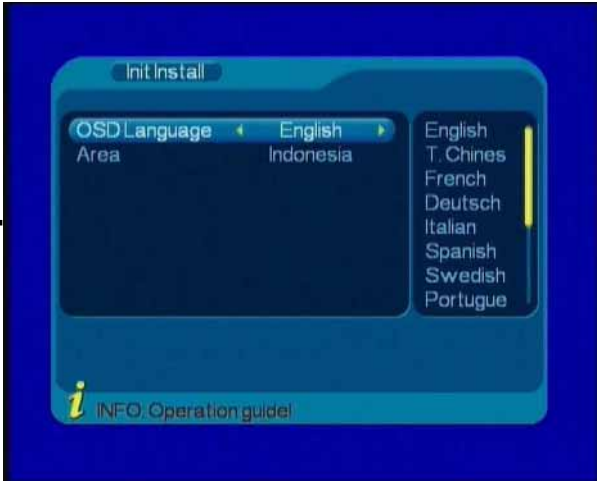 Init Install
OSD Language English
Area Indonesia
English
T. Chines
French
Deutsch
Italian
Spanish
Swedish
Portugue
INFO: Operation guide!